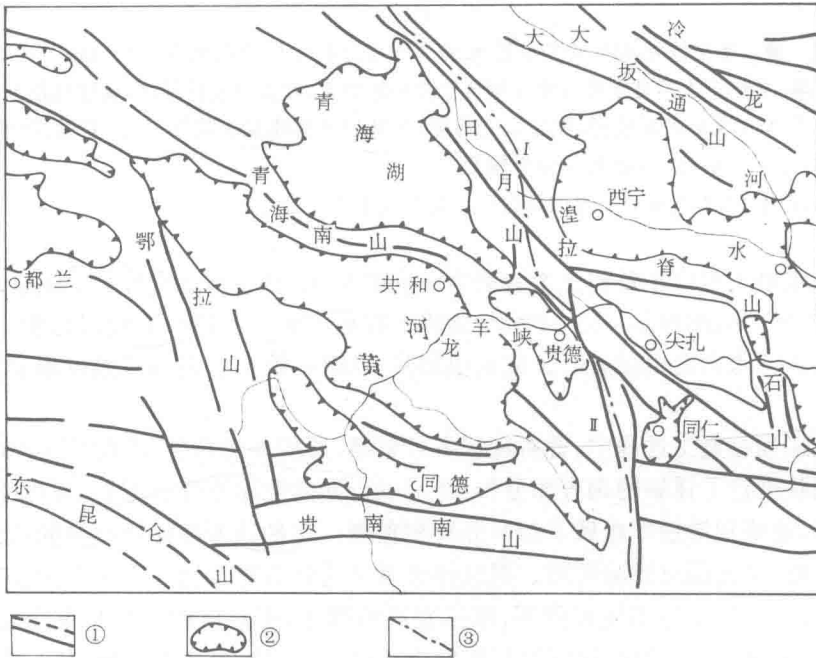 冷龙
大通河
大坂山
青海湖
日月山
I
西宁
湟水
拉脊山
青海南山
鄂拉山
都兰
共和
黄河
龙羊峡
贵德
尖扎
石山
II
同仁
同德
东昆仑山
贵南南山
①
②
③